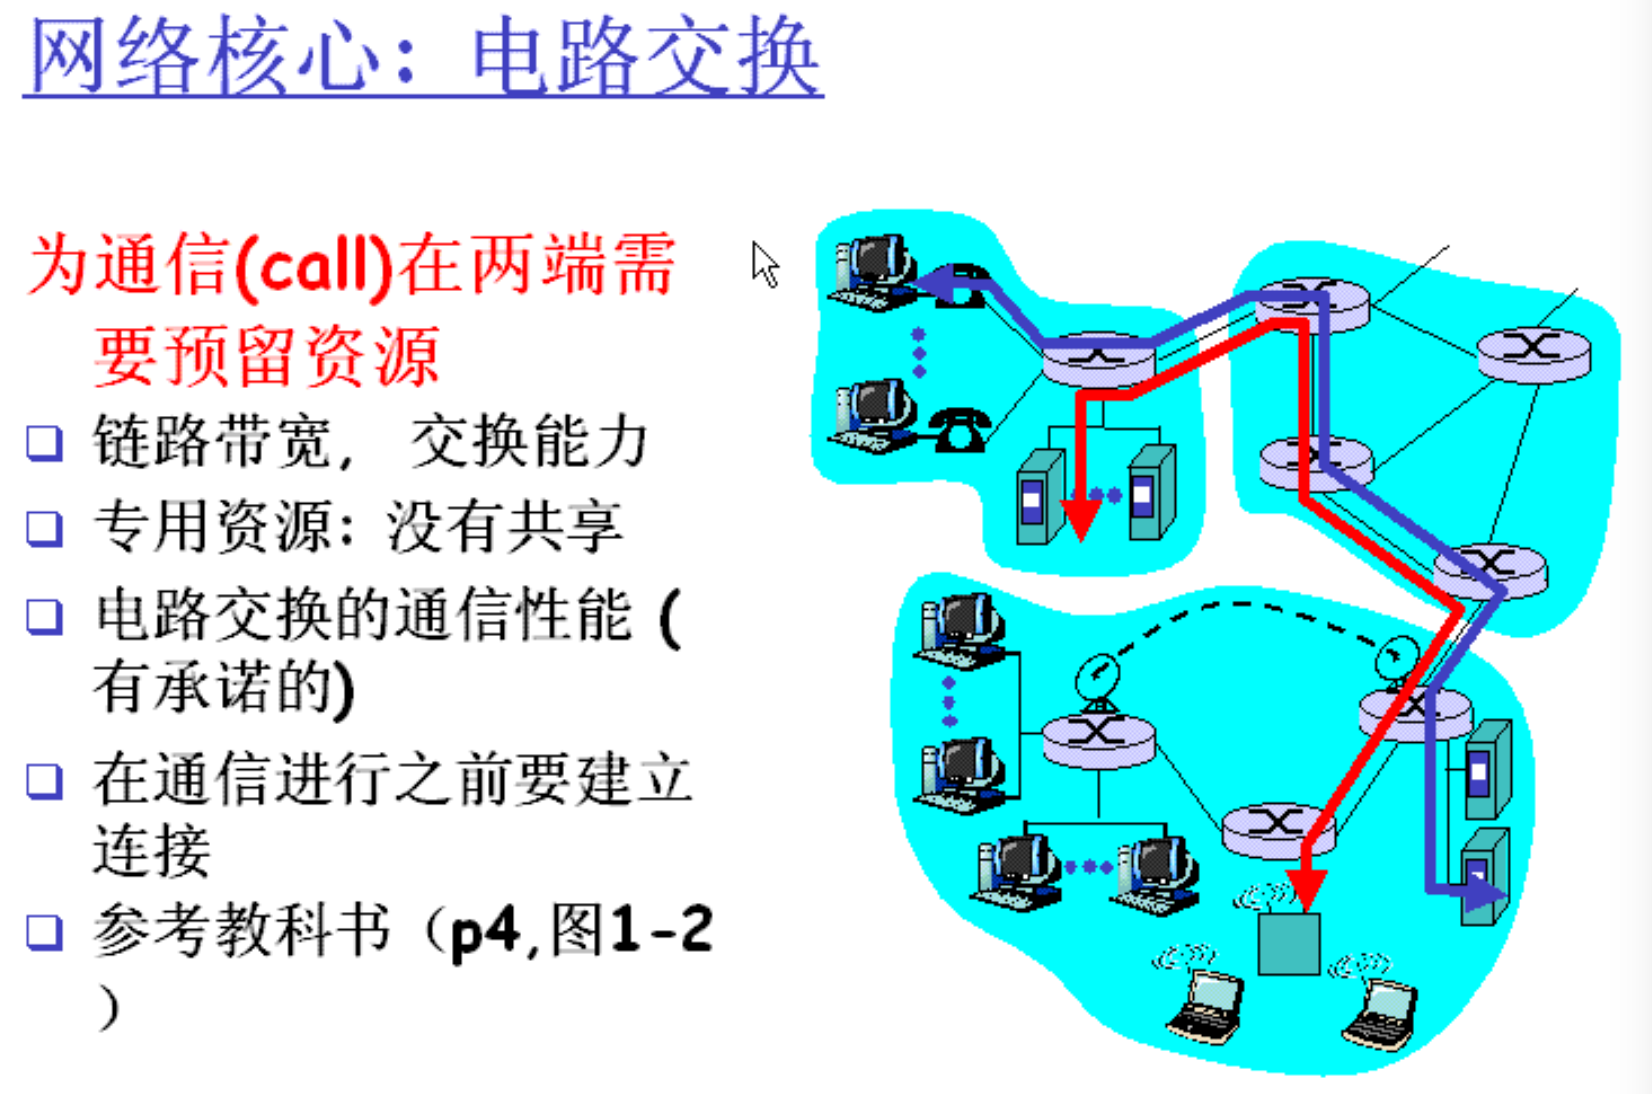 网络核心：电路交换
为通信(call)在两端需
要预留资源
链路带宽， 交换能力
专用资源：没有共享
电路交换的通信性能 (
有承诺的)
在通信进行之前要建立
连接
参考教科书（p4,图1-2
）